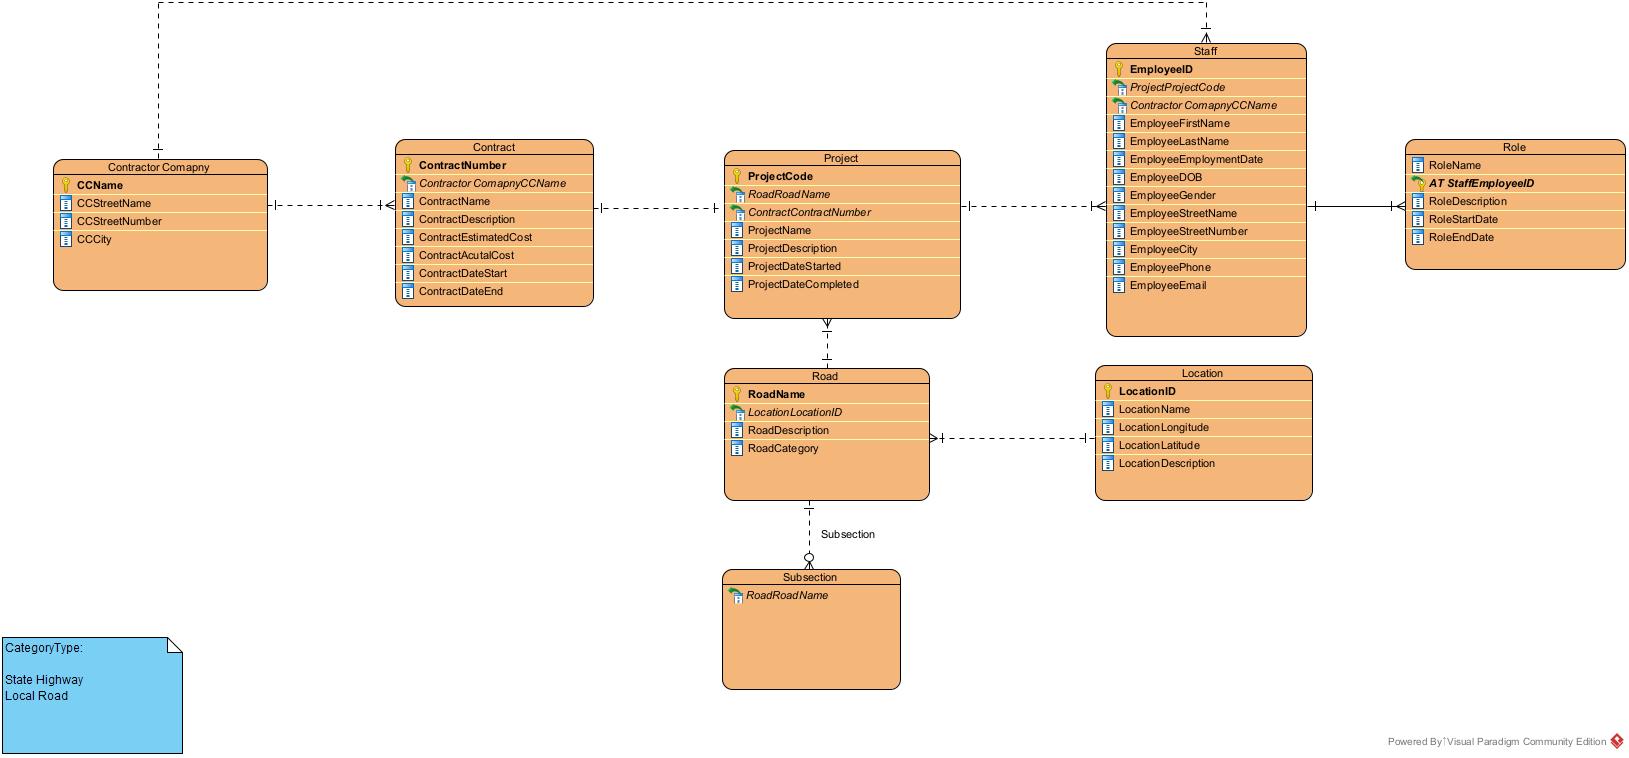 Contractor Comapny
CCName
CCStreetName
CCStreetNumber
CCCity
Contract
ContractNumber
Contractor ComapnyCCName
ContractName
ContractDescription
ContractEstimatedCost
ContractAcutalCost
ContractDateStart
ContractDateEnd
Project
ProjectCode
RoadRoadName
ContractContractNumber
ProjectName
ProjectDescription
ProjectDateStarted
ProjectDateCompleted
Staff
EmployeeID
ProjectProjectCode
Contractor ComapnyCCName
EmployeeFirstName
EmployeeLastName
EmployeeEmploymentDate
EmployeeDOB
EmployeeGender
EmployeeStreetName
EmployeeStreetNumber
EmployeeCity
EmployeePhone
EmployeeEmail
Role
RoleName
AT StaffEmployeeID
RoleDescription
RoleStartDate
RoleEndDate
Road
RoadName
LocationLocationID
RoadDescription
RoadCategory
Location
LocationID
LocationName
LocationLongitude
LocationLatitude
LocationDescription
Subsection
Subsection
RoadRoadName
CategoryType:
State Highway
Local Road
Powered By↑Visual Paradigm Community Edition